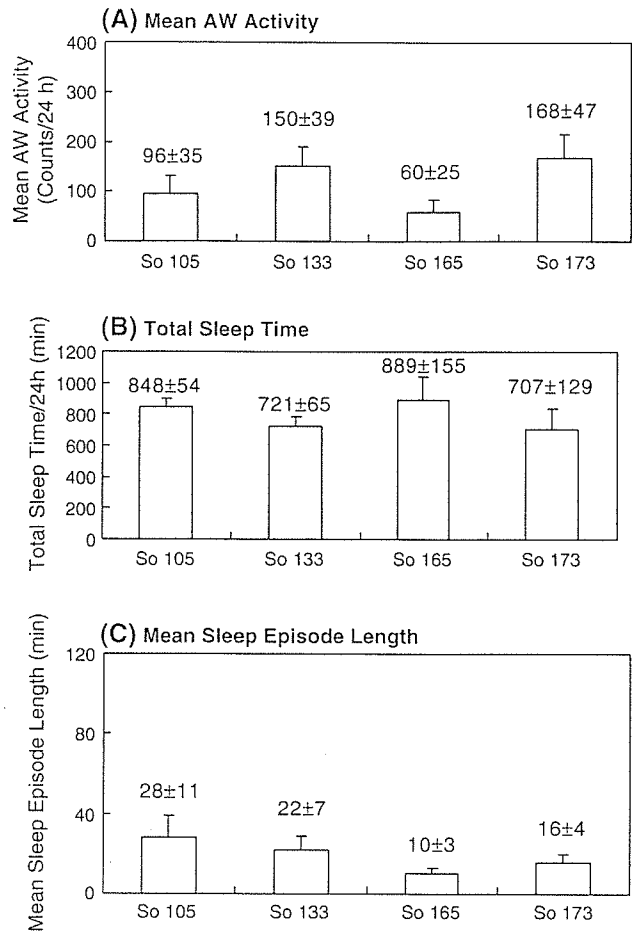 (A) Mean AW Activity
Mean AW Activity
(Counts/24 h)
400
300
200
100
0
96±35
150±39
60±25
168±47
So 105 So 133 So 165 So 173
(B) Total Sleep Time
Total Sleep Time/24h (min)
1200
1000
800
600
400
200
0
848±54
721±65
889±155
707±129
So 105 So 133 So 165 So 173
(C) Mean Sleep Episode Length
Mean Sleep Episode Length (min)
120
80
40
0
28±11
22±7
10±3
16±4
So 105 So 133 So 165 So 173